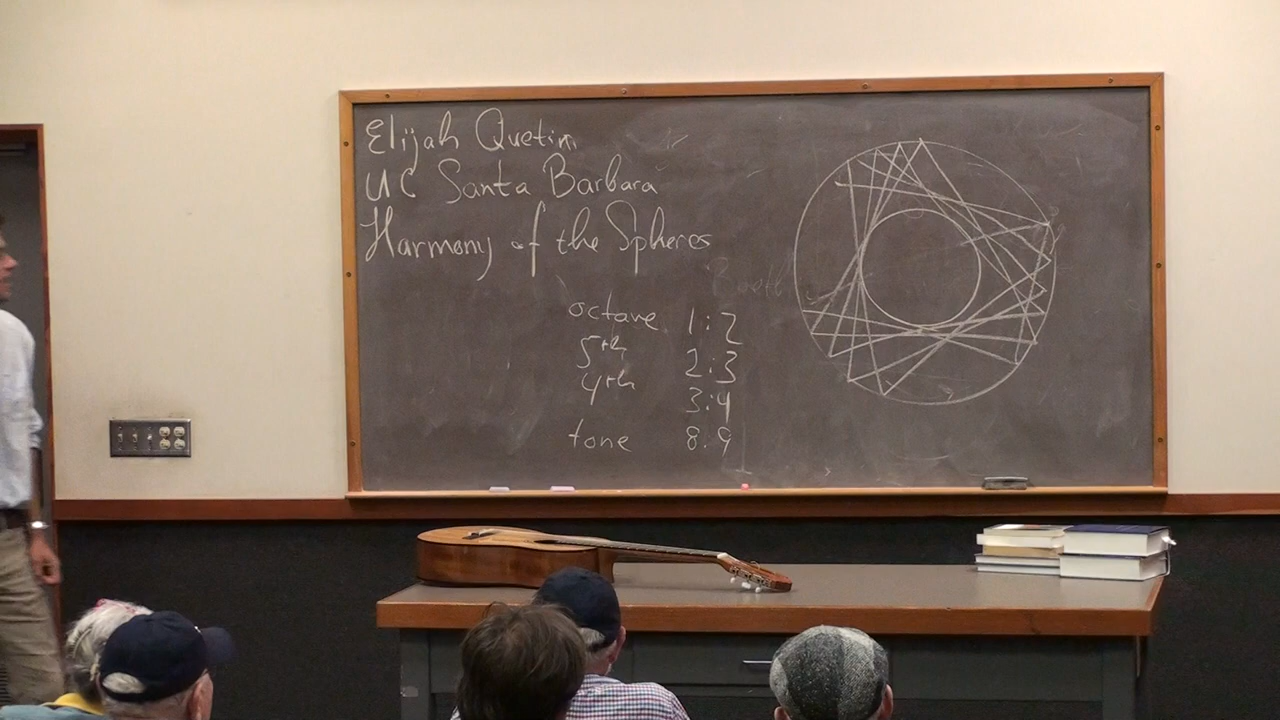 Elijah Quetin
UC Santa Barbara
Harmony of the Spheres
octave 1:2
5th 2:3
4th 3:4
tone 8:9